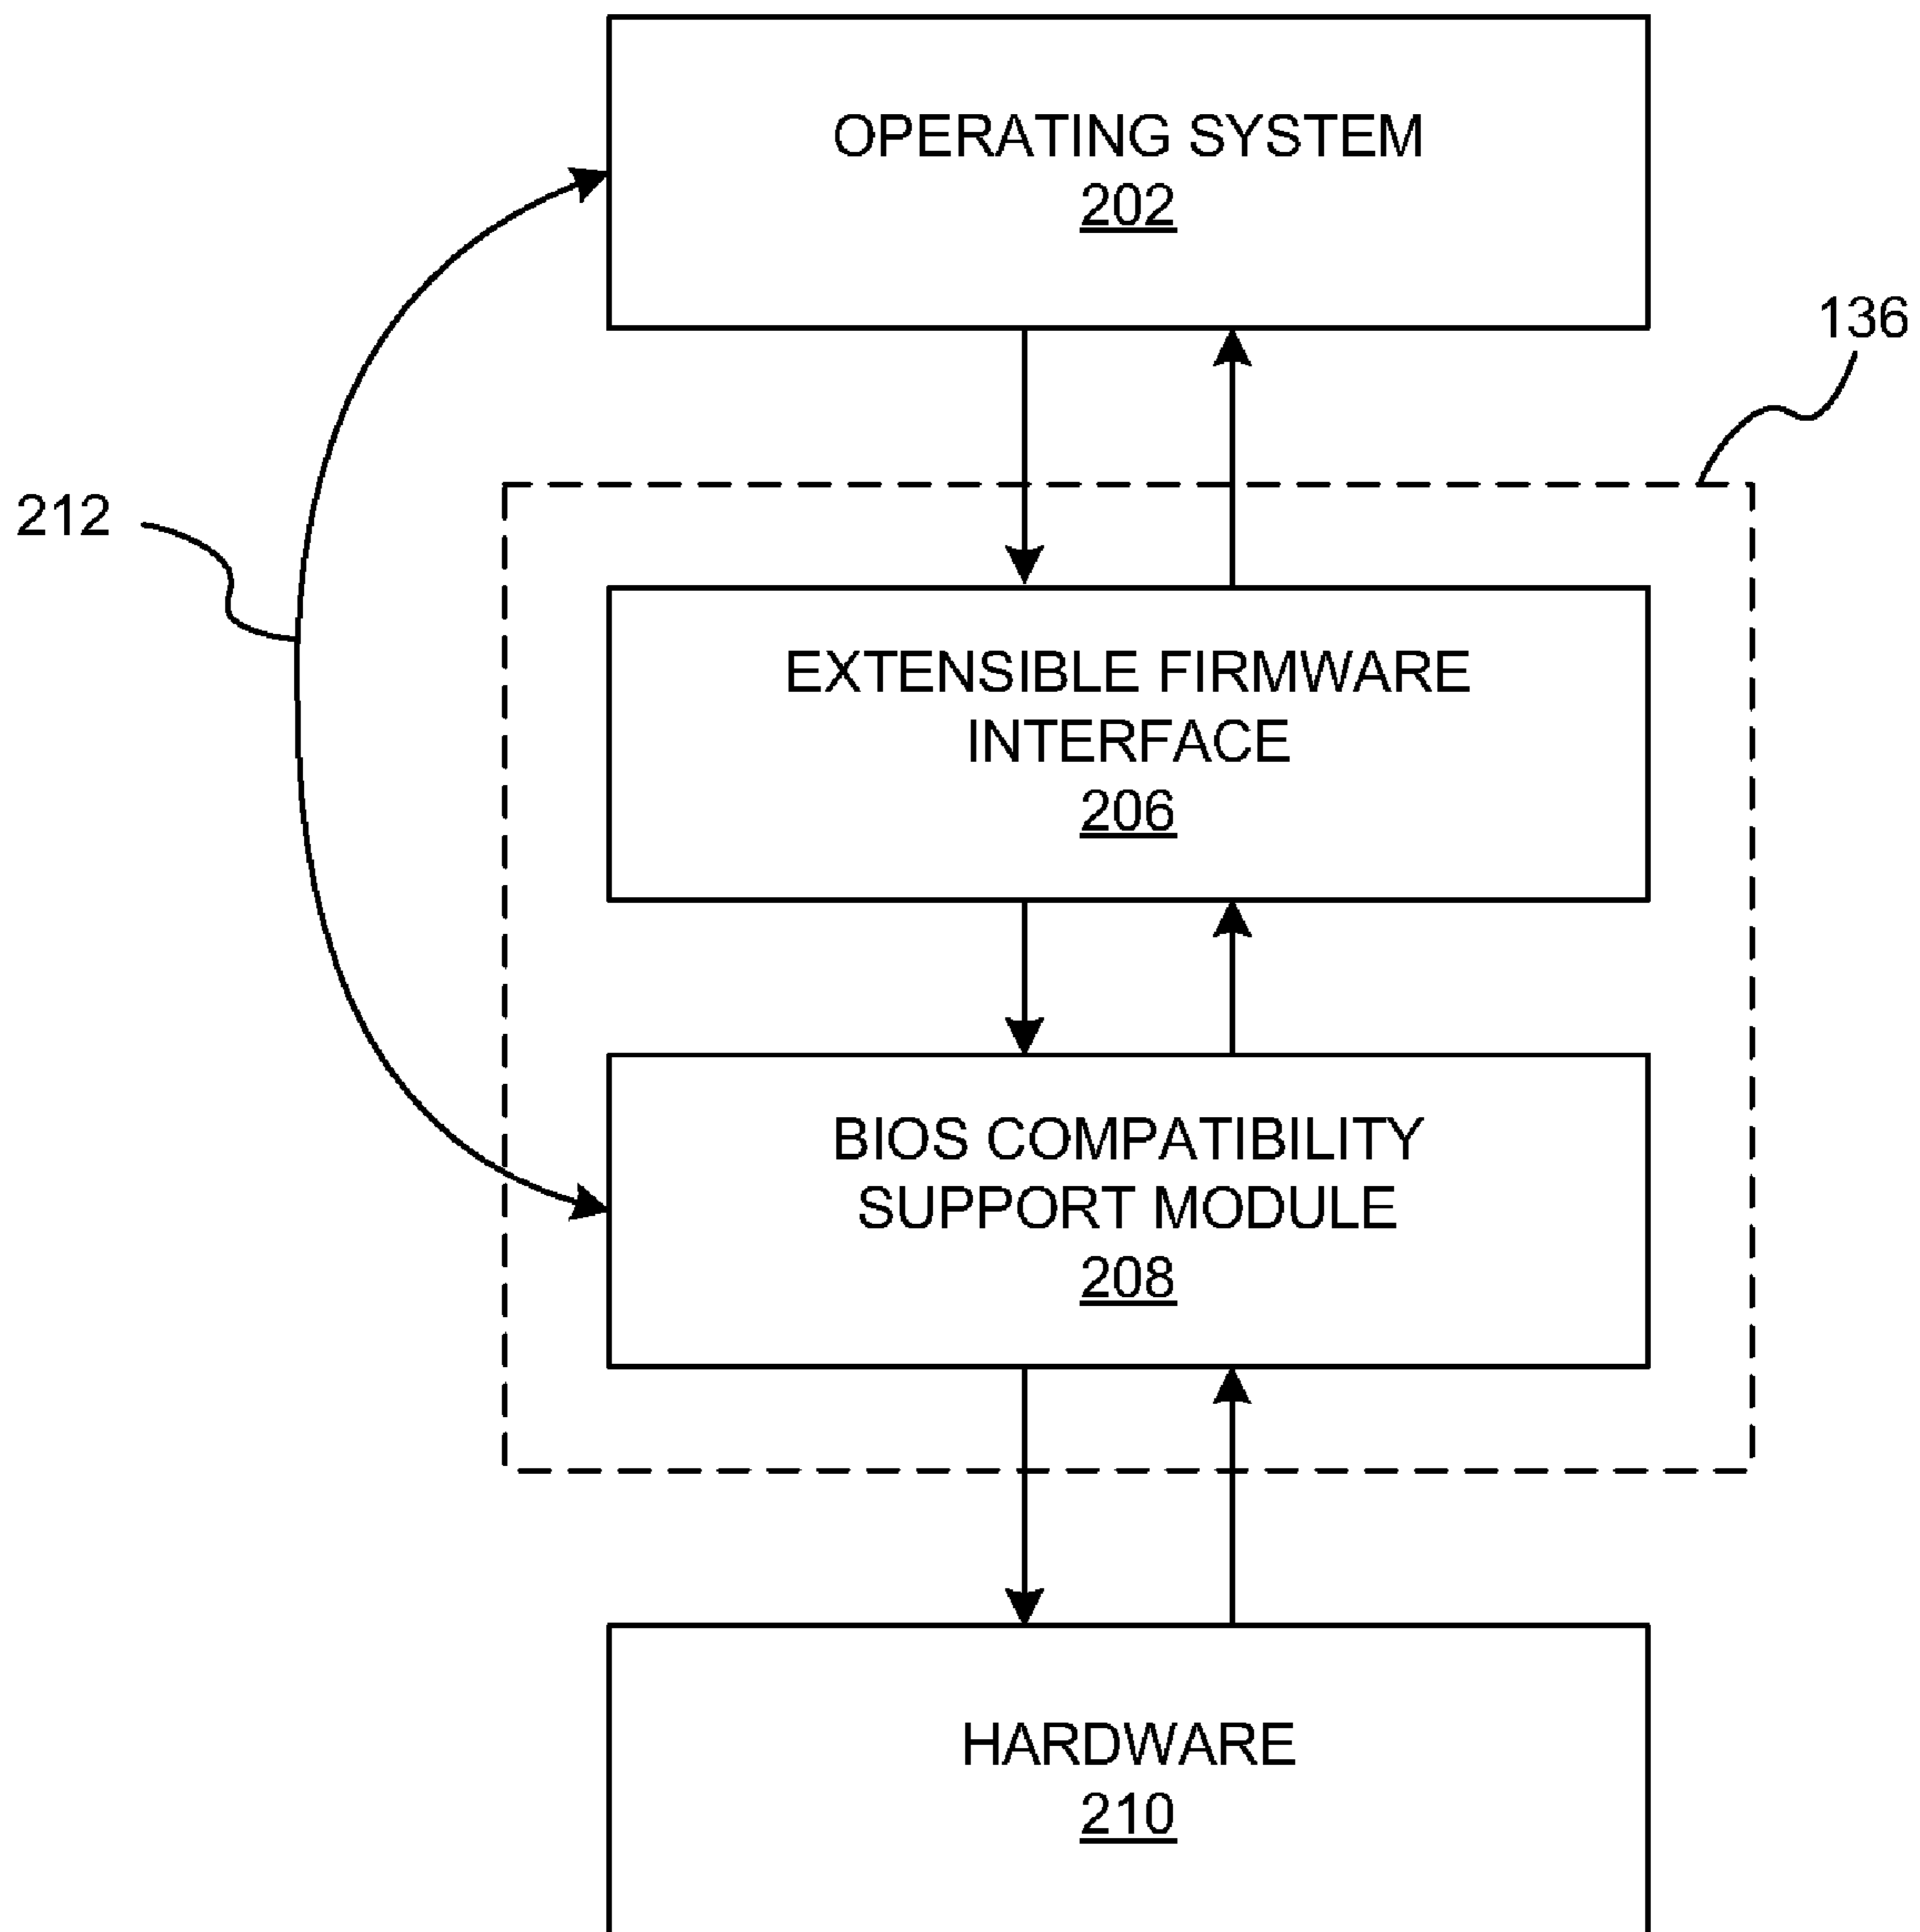 OPERATING SYSTEM
202
136
212
EXTENSIBLE FIRMWARE
INTERFACE
206
BIOS COMPATIBILITY
SUPPORT MODULE
208
HARDWARE
210